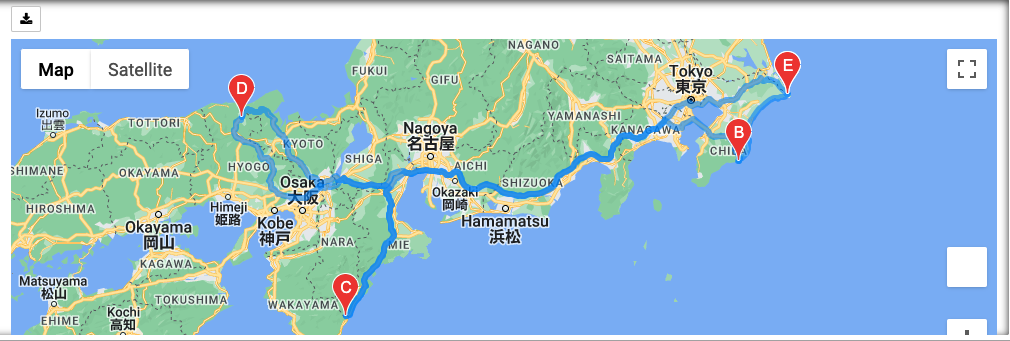 Map
Satellite
NAGANO
SAITAMA
FUKUI
GIFU
Tokyo
東京
E
D
Izumo
出雲
TOTTORI
Nagoya
名古屋
YAMANASHI
KANAGAWA
B
KYOTO
CHIB
SHIGA
AICHI
SHIMANE
OKAYAMA
HYOGO
Osaka
大阪
SHIZUOKA
Okazaki
岡崎
HIROSHIMA
Himeji
姫路
Okayama
岡山
Kobe
神戸
Hamamatsu
浜松
NARA
MIE
KAGAWA
Matsuyama
松山
C
TOKUSHIMA
WAKAYAMA
Kochi
高知
EHIME